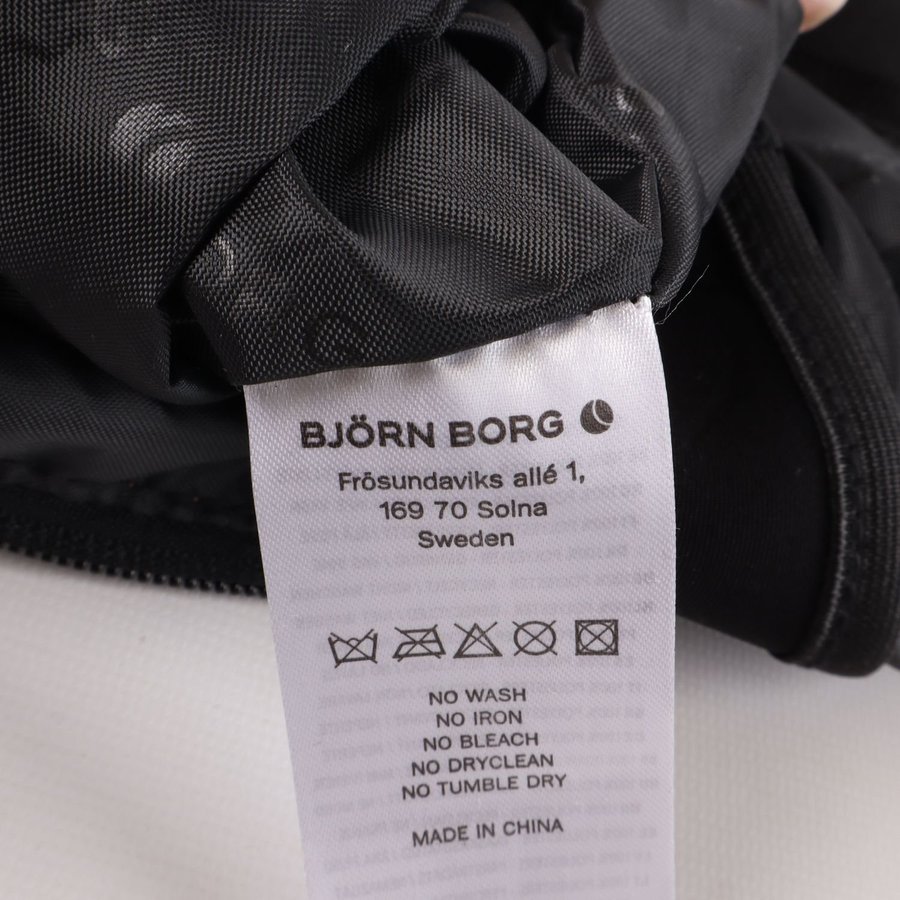 BJÖRN BORG
Frösundaviks allé 1,
169 70 Solna
Sweden
NO WASH
NO IRON
NO BLEACH
NO DRYCLEAN
NO TUMBLE DRY
MADE IN CHINA